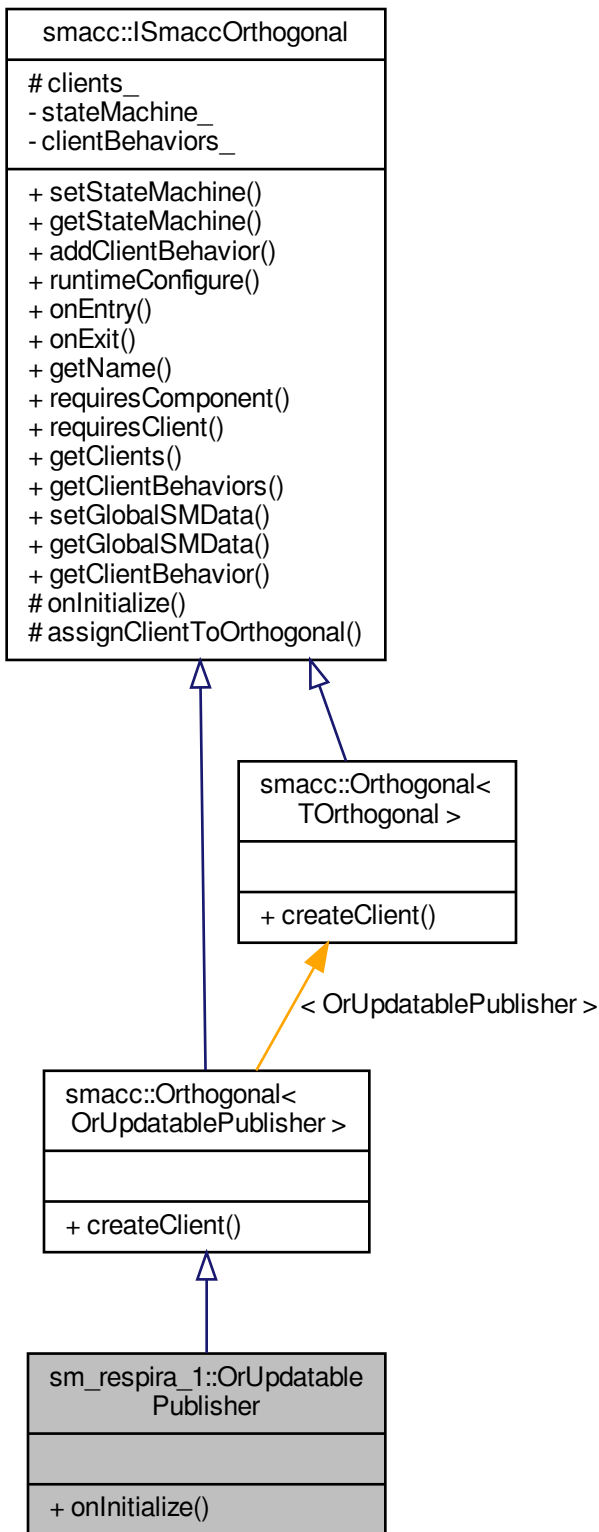 smacc::ISmaccOrthogonal
# clients_
- stateMachine_
- clientBehaviors_
+ setStateMachine()
+ getStateMachine()
+ addClientBehavior()
+ runtimeConfigure()
+ onEntry()
+ onExit()
+ getName()
+ requiresComponent()
+ requiresClient()
+ getClients()
+ getClientBehaviors()
+ setGlobalSMData()
+ getGlobalSMData()
+ getClientBehavior()
# onInitialize()
# assignClientToOrthogonal()
smacc::Orthogonal<
TOrthogonal >
+ createClient()
< OrUpdatablePublisher >
smacc::Orthogonal<
OrUpdatablePublisher >
+ createClient()
sm_respira_1::OrUpdatable
Publisher
+ onInitialize()